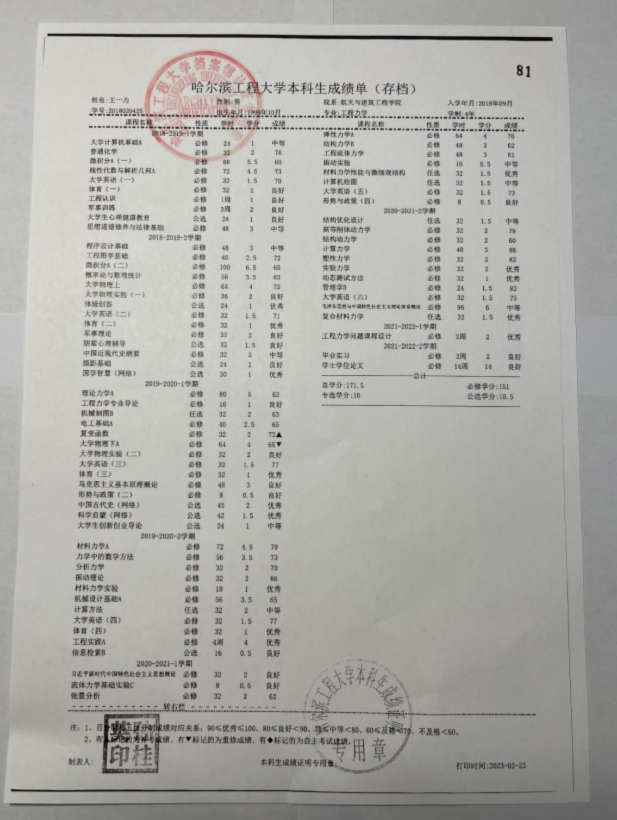 81
哈尔滨工程大学本科生成绩单（存档）
姓名:王一力 性别:男 院系:航天与建筑工程学院 入学年月:2018年09月
学号:2018020425 出生年月:1999年10月 专业:工程力学 学制:4年
课程名称 性质 学时 学分 成绩
2018-2019-1学期
大学计算机基础A 必修 24 1 中等
普通化学 必修 32 2 76
微积分A（一） 必修 88 5.5 60
线性代数与解析几何A 必修 72 4.5 73
大学英语（一） 必修 32 1.5 70
体育（一） 必修 32 1 良好
工程认识 必修 1周 1 良好
军事训练 必修 2 良好
大学生心理健康教育 公选 24 1 良好
思想道德修养与法律基础 必修 48 3 中等
2018-2019-2学期
程序设计基础 必修 48 3 中等
工程图学基础 必修 40 2.5 72
微积分A（二） 必修 100 6.5 65
概率论与数理统计 必修 56 3.5 63
大学物理上 必修 64 4 75
大学物理实验（一） 必修 36 2 良好
体验创客 公选 24 1 优秀
大学英语（二） 必修 32 1.5 71
体育（二） 必修 32 1 优秀
军事理论 必修 32 2 良好
朋辈心理辅导 公选 32 1.5 良好
中国近现代史纲要 必修 32 2 中等
摄影基础 公选 24 1 良好
国学智慧（网络） 公选 30 1 优秀
2019-2020-1学期
理论力学A 必修 80 5 63
工程力学专业导论 必修 16 1 良好
机械制图B 任选 32 2 63
电工基础A 必修 40 2.5 65
复变函数 必修 32 2 72▲
大学物理下A 必修 64 4 65▼
大学物理实验（二） 必修 32 2 良好
大学英语（三） 必修 32 1.5 77
体育（三） 必修 32 1 优秀
马克思主义基本原理概论 必修 48 3 良好
形势与政策（二） 必修 8 0.5 良好
中国古代史（网络） 公选 45 2 优秀
科学启蒙（网络） 公选 42 1.5 优秀
大学生创新创业导论 公选 24 1 中等
2019-2020-2学期
材料力学A 必修 72 4.5 79
力学中的数学方法 必修 56 3.5 73
分析力学 必修 32 2 70
振动理论 必修 32 2 86
材料力学实验 必修 18 1 优秀
机械设计基础A 必修 56 3.5 65
计算方法 任选 32 2 中等
大学英语（四） 必修 32 1.5 77
体育（四） 必修 32 1 优秀
工程实践A 必修 4周 4 优秀
信息检索B 公选 16 0.5 良好
2020-2021-1学期
习近平新时代中国特色社会主义思想概论 必修 32 2 良好
流体力学基础实验C 必修 8 0.5 良好
张量分析 必修 32 2 62
转右栏
课程名称 性质 学时 学分 成绩
弹性力学A 必修 64 4 76
结构力学B 必修 48 3 62
工程流体力学 必修 48 3 61
振动实验 必修 16 0.5 中等
材料力学性能与微细观结构 任选 32 1.5 优秀
计算机绘图 任选 32 1.5 中等
大学英语（五） 必修 32 1.5 73
形势与政策（四） 必修 8 0.5 良好
2020-2021-2学期
结构优化设计 任选 32 1.5 中等
高等刚体动力学 必修 32 2 79
结构动力学 必修 32 2 60
计算力学 必修 48 3 86
塑性力学 必修 32 2 82
实验力学 必修 32 2 优秀
动态测试方法 必修 32 1 优秀
管理学B 必修 24 1.5 83
大学英语（六） 必修 32 1.5 75
毛泽东思想与中国特色社会主义理论体系概论 必修 96 6 中等
复合材料力学 任选 32 1.5 优秀
2021-2022-1学期
工程力学问题课程设计 必修 2周 2 优秀
2021-2022-2学期
毕业实习 必修 2周 2 良好
学士学位论文 必修 14周 14 良好
总计
总学分:171.5 必修学分:151
专选学分:10 公选学分:10.5
注: 1、百分制和五级分制成绩对应关系: 90≤优秀≤100、80≤良好<90、70≤中等<80、60≤及格<70、不及格<60。
2、有▲标记的为补考成绩、有▼标记的为重修成绩、有◆标记的为自主考试成绩。
制表人: 本科生成绩证明专用章: 打印时间:2023-03-23
哈尔滨工程大学本科生成绩证明
专用章